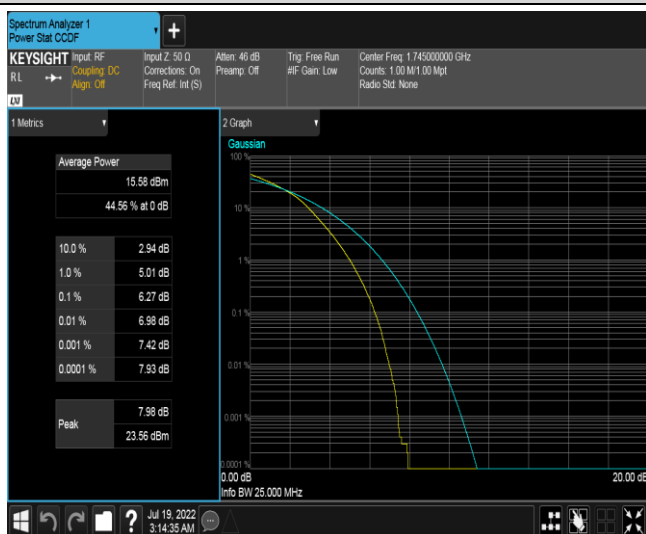 Spectrum Analyzer 1
Power Stat CCDF
+
KEYSIGHT
RL
LXI
Input: RF
Coupling: DC
Align: Off
Input Z: 50 Ω
Corrections: On
Freq Ref: Int (S)
Atten: 46 dB
Preamp: Off
Trig: Free Run
#IF Gain: Low
Center Freq: 1.745000000 GHz
Counts: 1.00 M/1.00 Mpt
Radio Std: None
1 Metrics
Average Power
15.58 dBm
44.56 % at 0 dB
10.0 % 2.94 dB
1.0 % 5.01 dB
0.1 % 6.27 dB
0.01 % 6.98 dB
0.001 % 7.42 dB
0.0001 % 7.93 dB
Peak
7.98 dB
23.56 dBm
2 Graph
Gaussian
100 %
10 %
1 %
0.1 %
0.01 %
0.001 %
0.0001 %
0.00 dB
20.00 dB
Info BW 25.000 MHz
?
Jul 19, 2022
3:14:35 AM